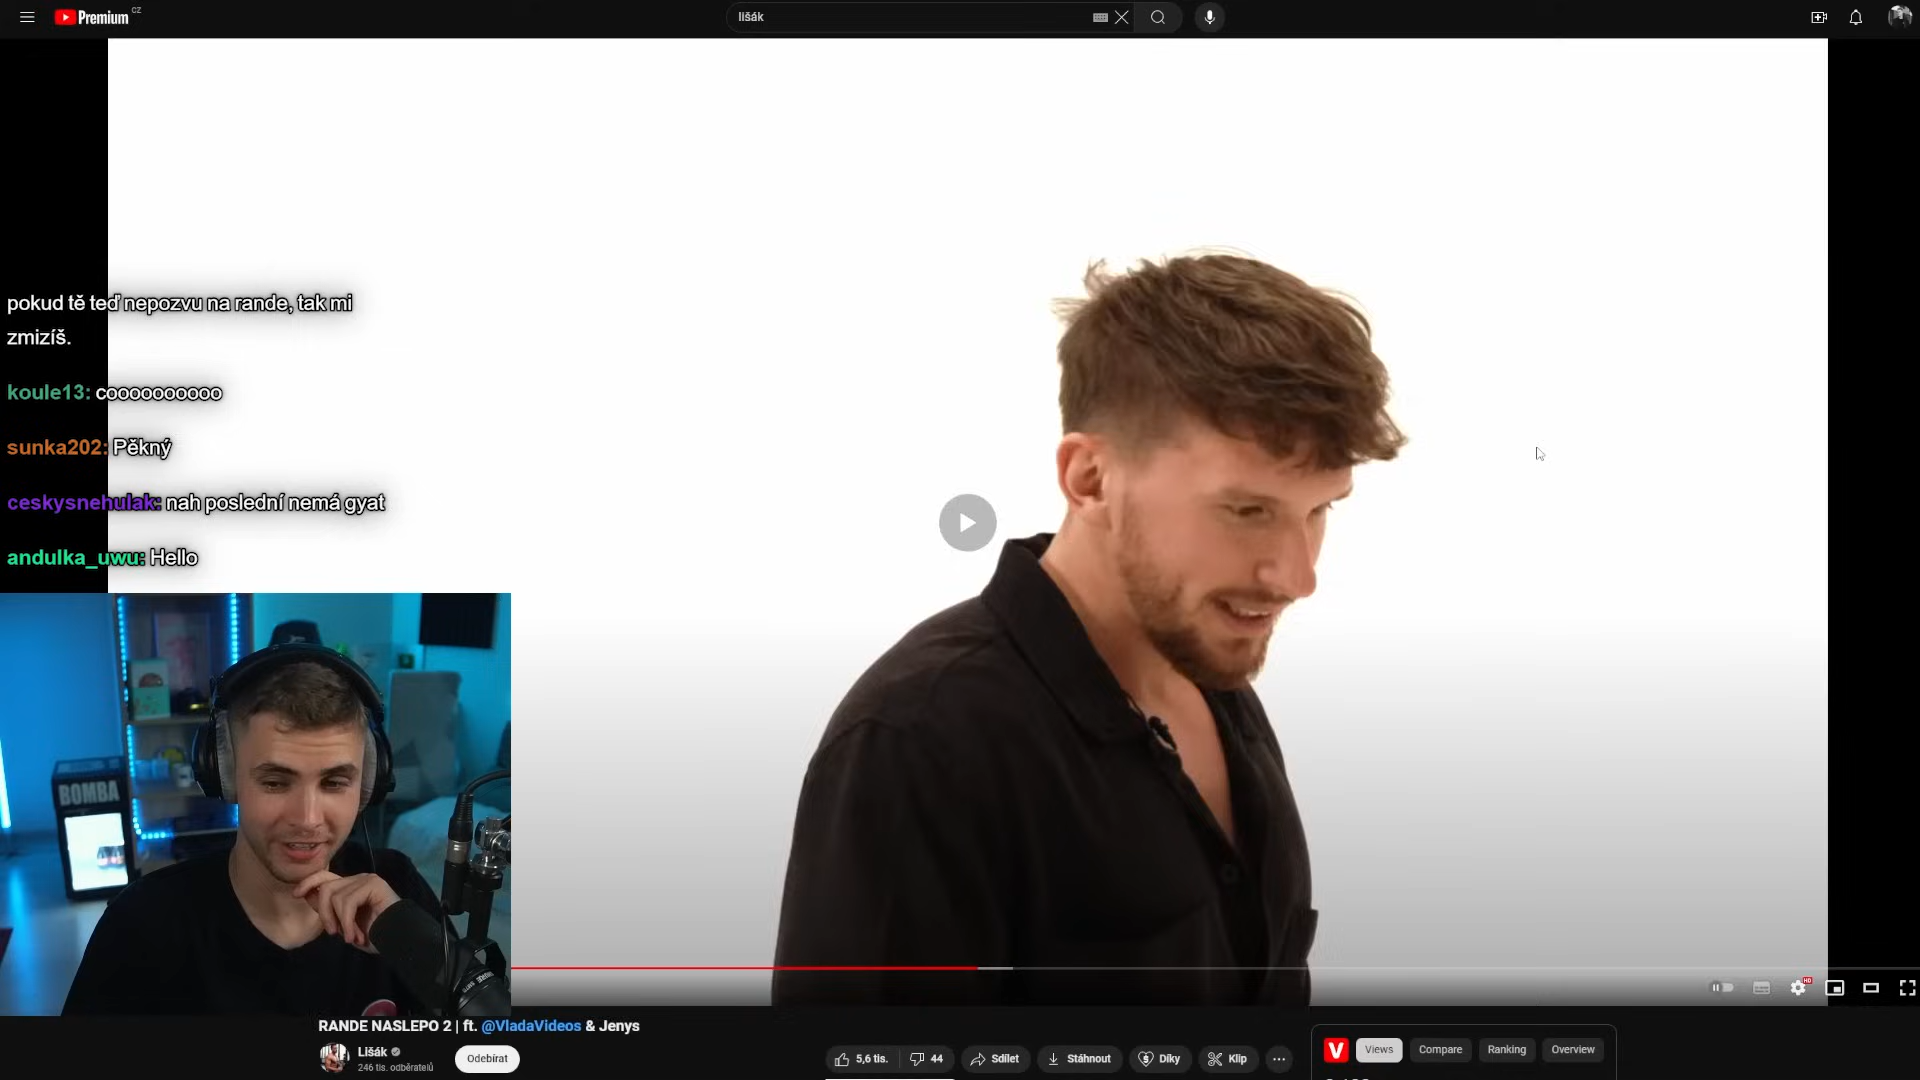 Premium CZ
lišák
pokud tě teď nepozvu na rande, tak mi
zmizíš.
koule13: cooooooooooo
sunka202: Pěkný
ceskysnehulak: nah poslední nemá gyat
andulka_uwu: Hello
BOMBA
HD
RANDE NASLEPO 2 | ft. @VladaVideos & Jenys
Lišák
246 tis. odběratelů
Odebírat
5,6 tis.
44
Sdílet
Stáhnout
Díky
Klip
Views
Compare
Ranking
Overview